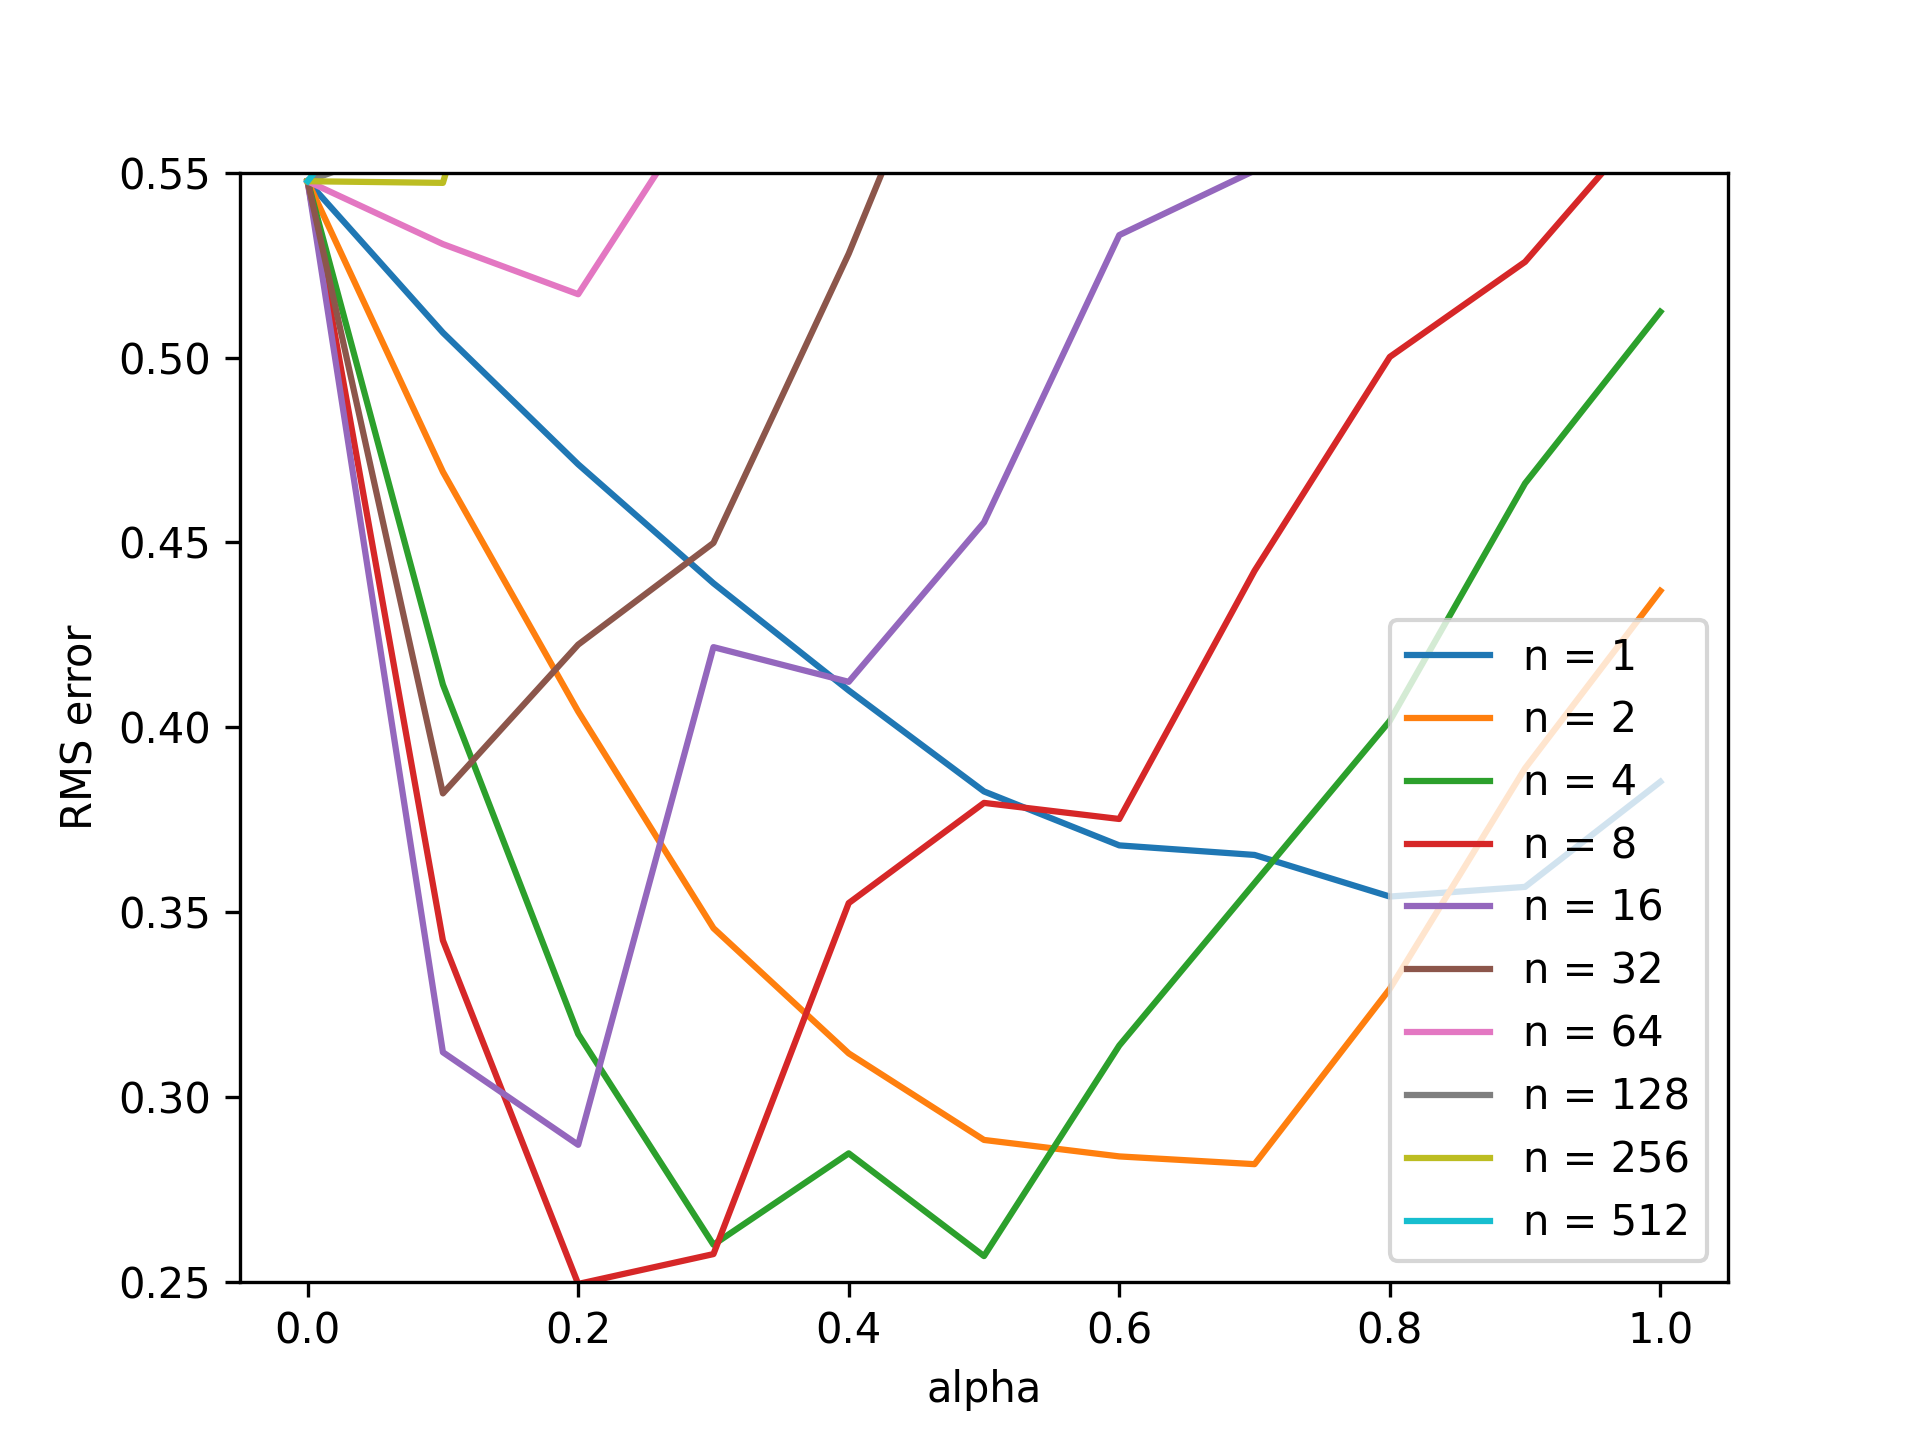 0.55
0.50
0.45
0.40
0.35
0.30
0.25
RMS error
0.0 0.2 0.4 0.6 0.8 1.0
alpha
n = 1
n = 2
n = 4
n = 8
n = 16
n = 32
n = 64
n = 128
n = 256
n = 512